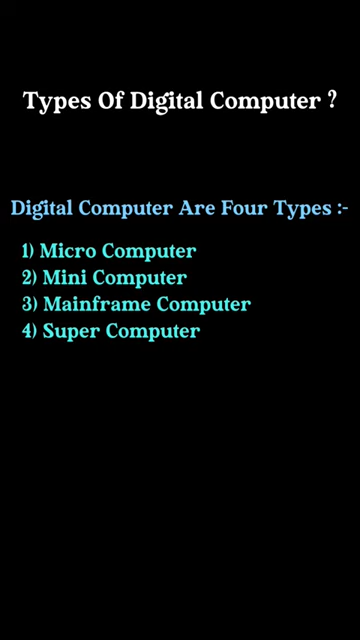 Types Of Digital Computer ?
Digital Computer Are Four Types :-
1) Micro Computer
2) Mini Computer
3) Mainframe Computer
4) Super Computer